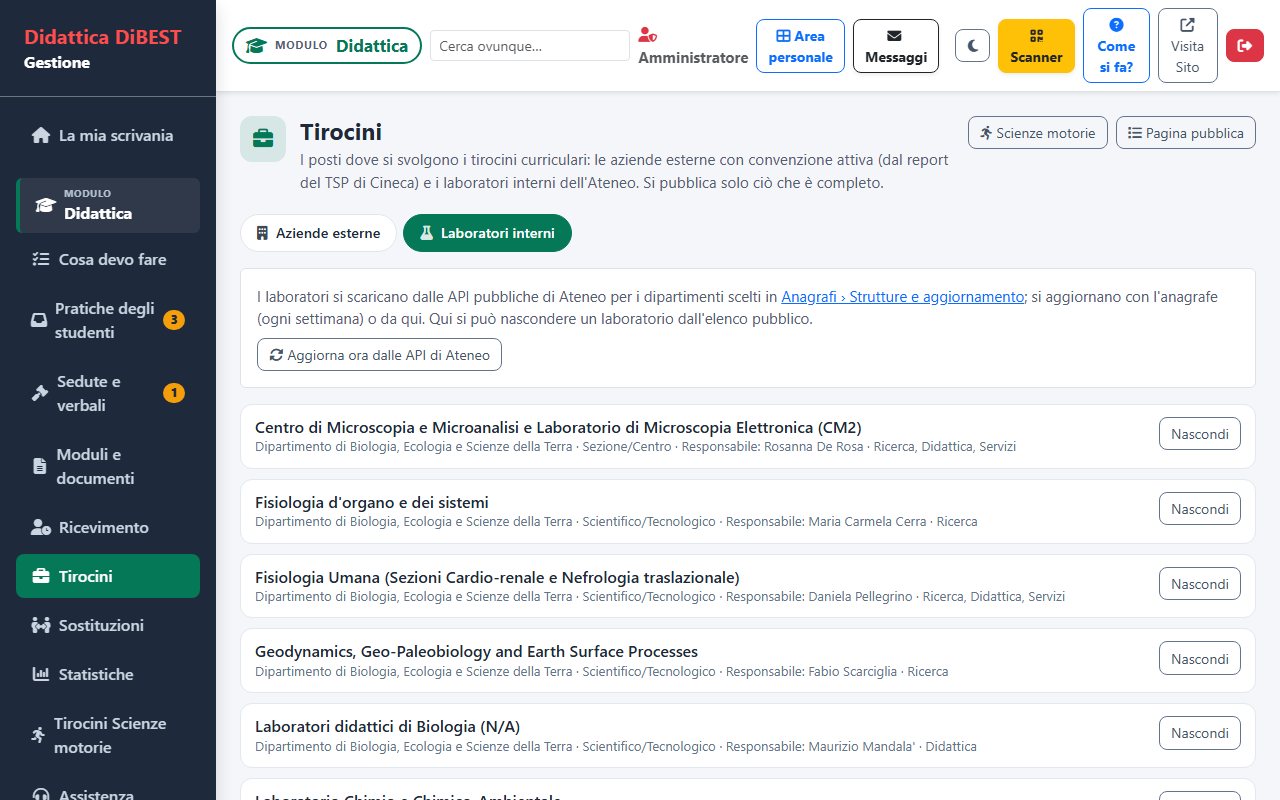 Didattica DiBEST
Gestione
La mia scrivania
MODULO
Didattica
Cosa devo fare
Pratiche degli
studenti
3
Sedute e
verbali
1
Moduli e
documenti
Ricevimento
Tirocini
Sostituzioni
Statistiche
Tirocini Scienze
motorie
Assistenza
MODULO Didattica
Cerca ovunque...
Amministratore
Area
personale
Messaggi
Scanner
Come
si fa?
Visita
Sito
Tirocini
I posti dove si svolgono i tirocini curriculari: le aziende esterne con convenzione attiva (dal report
del TSP di Cineca) e i laboratori interni dell'Ateneo. Si pubblica solo ciò che è completo.
Scienze motorie
Pagina pubblica
Aziende esterne
Laboratori interni
I laboratori si scaricano dalle API pubbliche di Ateneo per i dipartimenti scelti in Anagrafi › Strutture e aggiornamento; si aggiornano con l'anagrafe
(ogni settimana) o da qui. Qui si può nascondere un laboratorio dall'elenco pubblico.
Aggiorna ora dalle API di Ateneo
Centro di Microscopia e Microanalisi e Laboratorio di Microscopia Elettronica (CM2)
Dipartimento di Biologia, Ecologia e Scienze della Terra · Sezione/Centro · Responsabile: Rosanna De Rosa · Ricerca, Didattica, Servizi
Nascondi
Fisiologia d'organo e dei sistemi
Dipartimento di Biologia, Ecologia e Scienze della Terra · Scientifico/Tecnologico · Responsabile: Maria Carmela Cerra · Ricerca
Nascondi
Fisiologia Umana (Sezioni Cardio-renale e Nefrologia traslazionale)
Dipartimento di Biologia, Ecologia e Scienze della Terra · Scientifico/Tecnologico · Responsabile: Daniela Pellegrino · Ricerca, Didattica, Servizi
Nascondi
Geodynamics, Geo-Paleobiology and Earth Surface Processes
Dipartimento di Biologia, Ecologia e Scienze della Terra · Scientifico/Tecnologico · Responsabile: Fabio Scarciglia · Ricerca
Nascondi
Laboratori didattici di Biologia (N/A)
Dipartimento di Biologia, Ecologia e Scienze della Terra · Scientifico/Tecnologico · Responsabile: Maurizio Mandala' · Didattica
Nascondi
Laboratorio Chimio e Chimica Ambientale